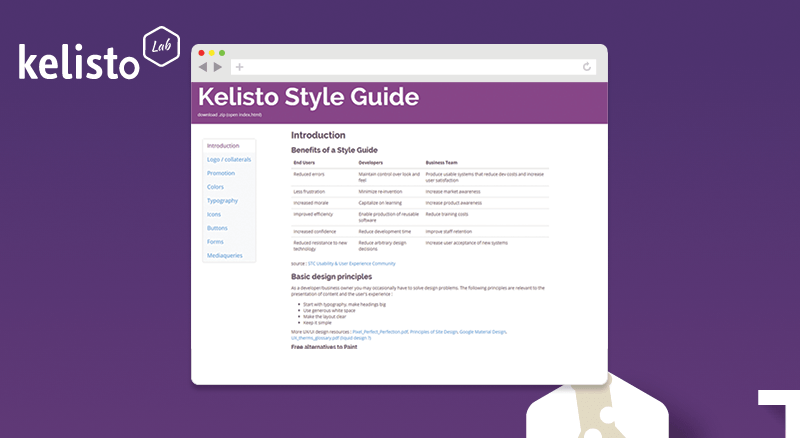 kelisto
Lab
Kelisto Style Guide
download .zip (open index.html)
Introduction
Logo / collaterals
Promotion
Colors
Typography
Icons
Buttons
Forms
Mediaqueries
Introduction
Benefits of a Style Guide
End Users Developers Business Team
Reduced errors Maintain control over look and feel Produce usable systems that reduce dev costs and increase user satisfaction
Less frustration Minimize re-invention Increase market awareness
Increased morale Capitalize on learning Increase product awareness
Improved efficiency Enable production of reusable software Reduce training costs
Increased confidence Reduce development time Improve staff retention
Reduced resistance to new technology Reduce arbitrary design decisions Increase user acceptance of new systems
source : STC Usability & User Experience Community
Basic design principles
As a developer/business owner you may occasionally have to solve design problems. The following principles are relevant to the
presentation of content and the user's experience :
Start with typography, make headings big
Use generous white space
Make the layout clear
Keep it simple
More UX/UI design resources : Pixel_Perfect_Perfection.pdf, Principles of Site Design, Google Material Design,
UX_therms_glossary.pdf (liquid design ?)
Free alternatives to Paint